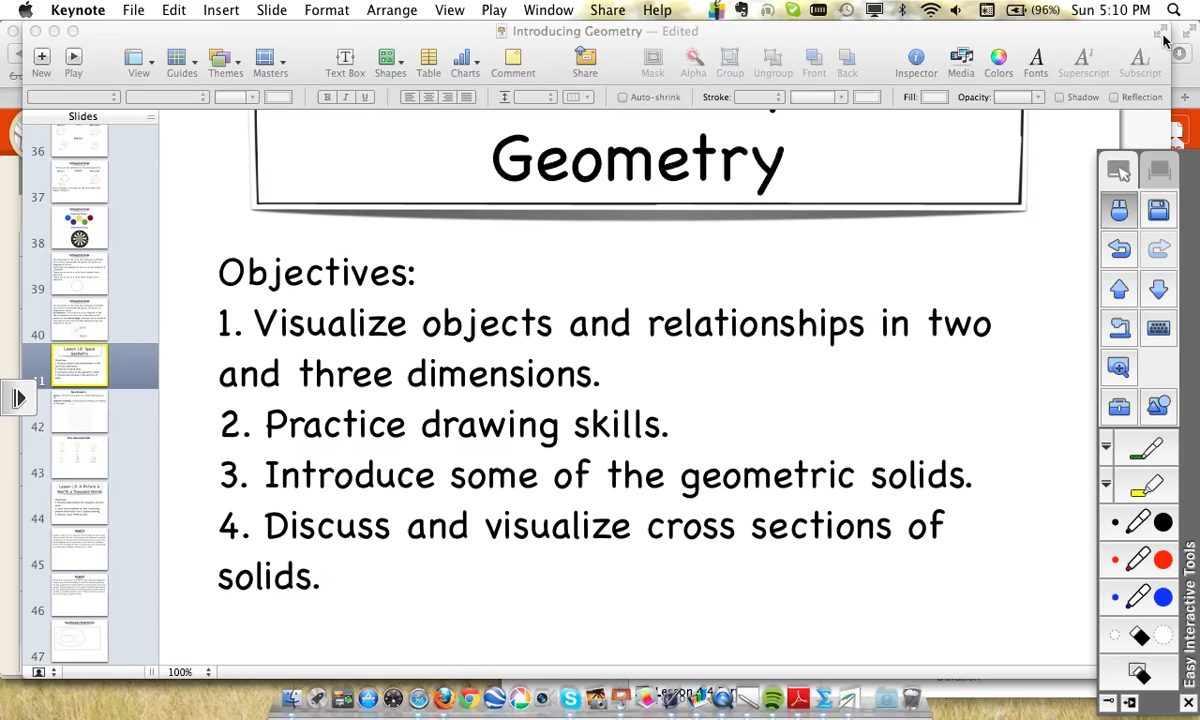 Keynote File Edit Insert Slide Format Arrange View Play Window Share Help (96%) Sun 5:10 PM
Introducing Geometry — Edited
New Play View Guides Themes Masters Text Box Shapes Table Charts Comment Share Mask Alpha Group Ungroup Front Back Inspector Media Colors Fonts Superscript Subscript
B I U Auto-shrink Stroke: Fill: Opacity: Shadow Reflection
Slides
36
37
38
39
40
41
42
43
44
45
46
47
Geometry
Objectives:
1. Visualize objects and relationships in two
and three dimensions.
2. Practice drawing skills.
3. Introduce some of the geometric solids.
4. Discuss and visualize cross sections of
solids.
100%
Easy Interactive Tools